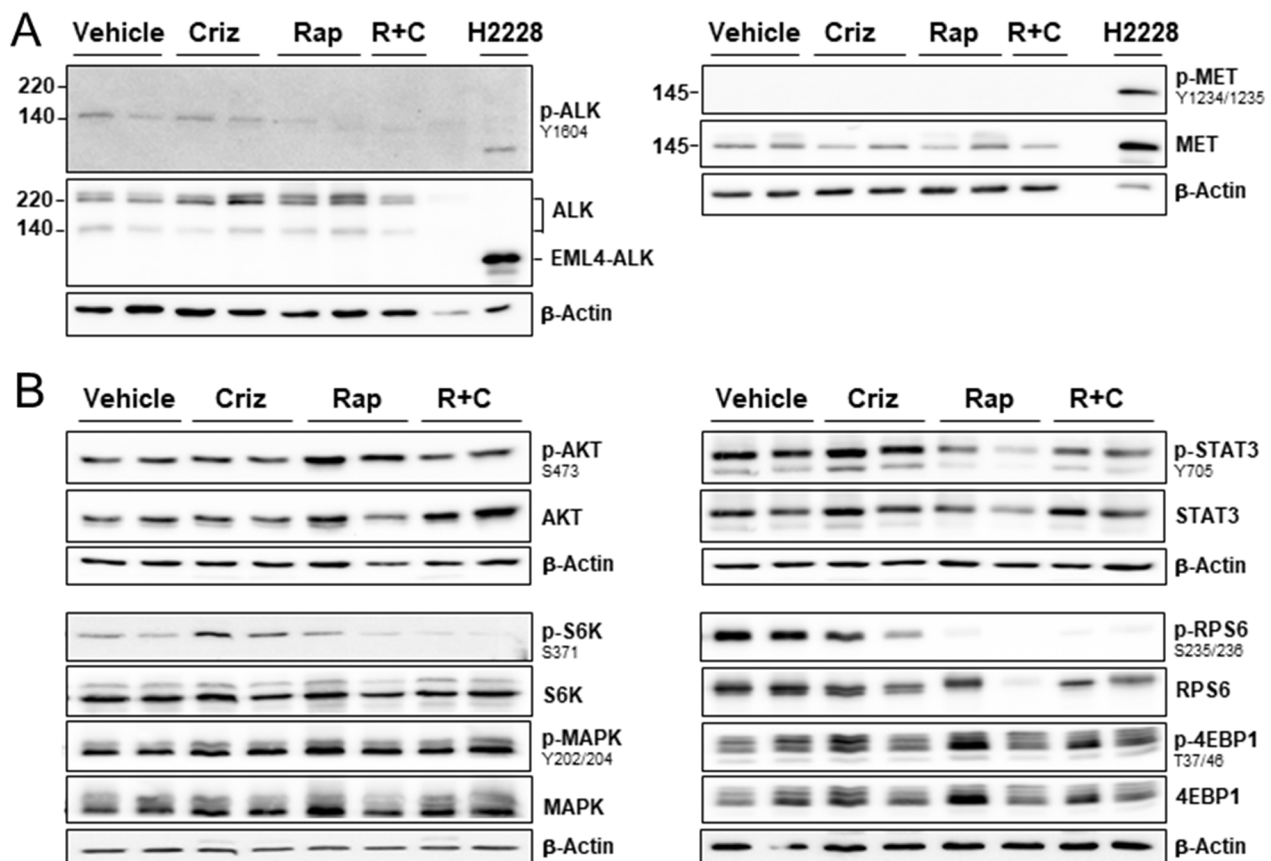 A
Vehicle Criz Rap R+C H2228
220
140
p-ALK
Y1604
220
140
ALK
EML4-ALK
β-Actin
Vehicle Criz Rap R+C H2228
145
p-MET
Y1234/1235
145
MET
β-Actin
B
Vehicle Criz Rap R+C
p-AKT
S473
AKT
β-Actin
p-S6K
S371
S6K
p-MAPK
Y202/204
MAPK
β-Actin
Vehicle Criz Rap R+C
p-STAT3
Y705
STAT3
β-Actin
p-RPS6
S235/236
RPS6
p-4EBP1
T37/46
4EBP1
β-Actin